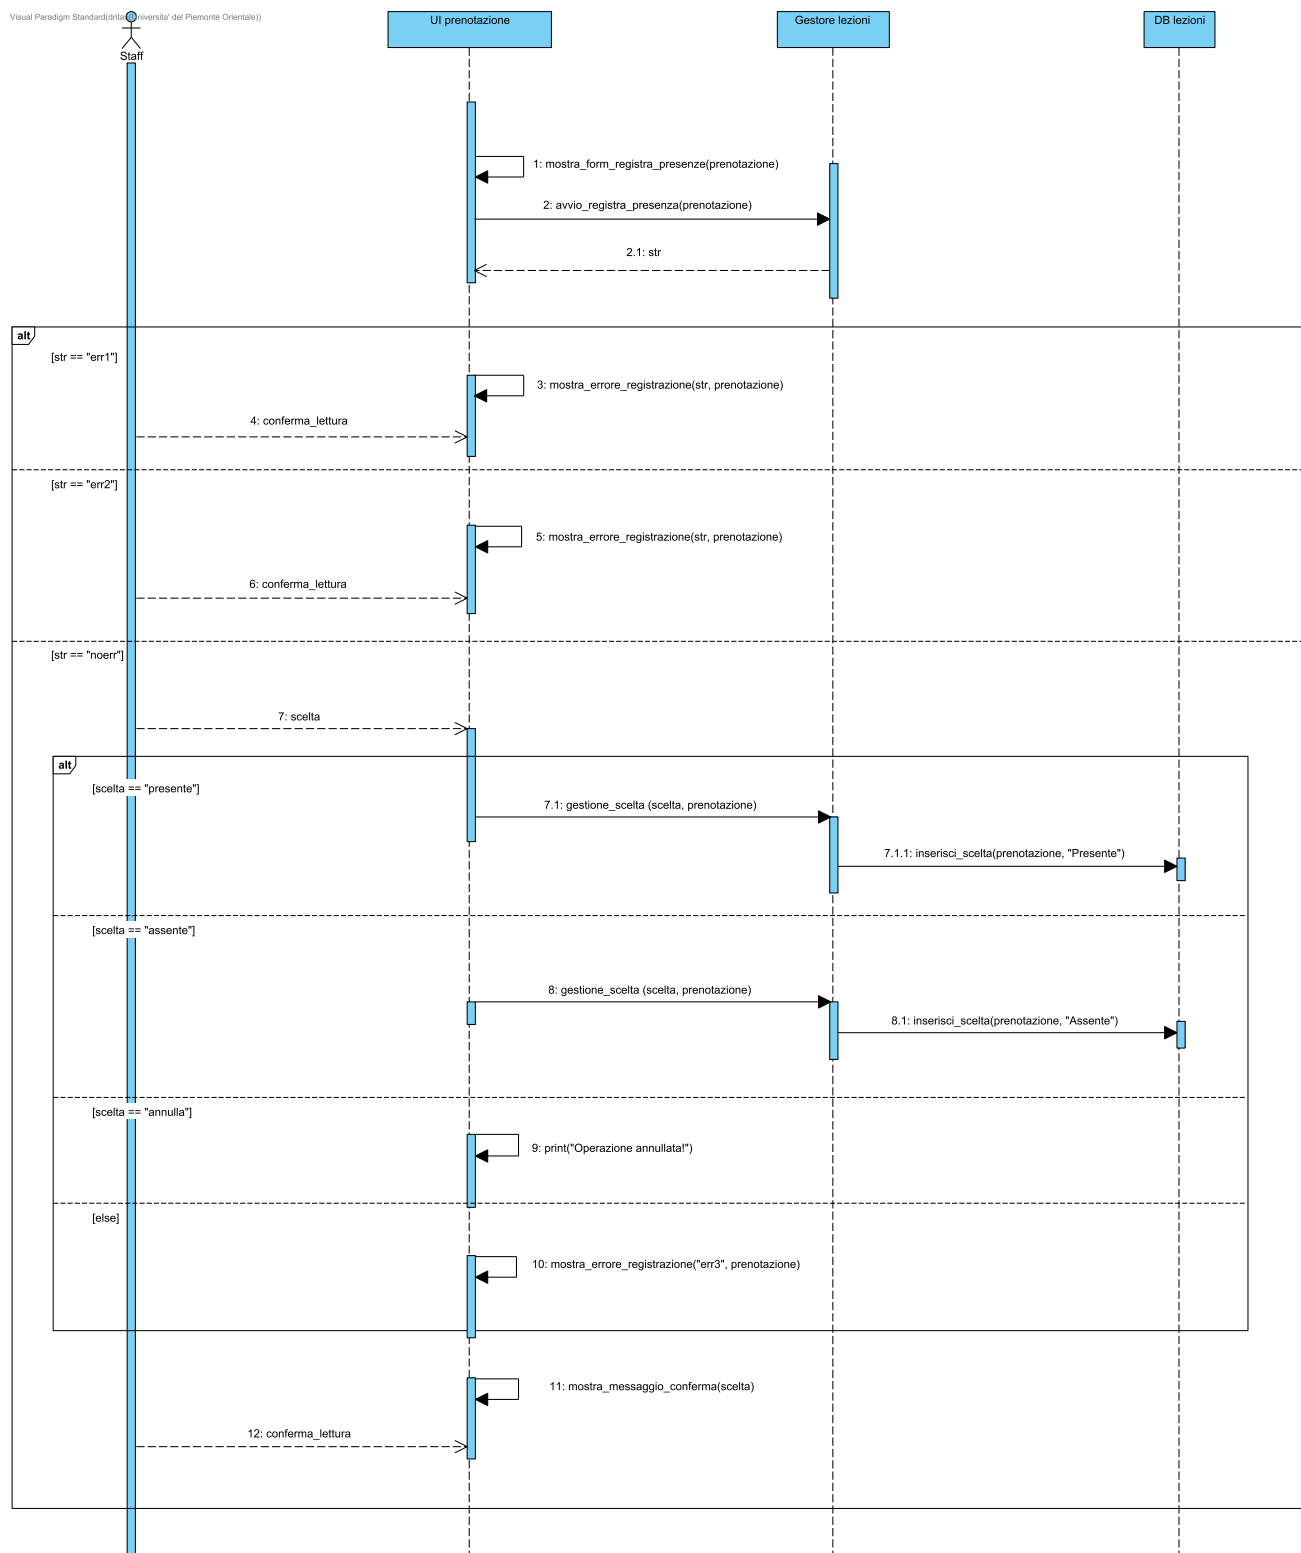 Visual Paradigm Standard(dritan(Universita' del Piemonte Orientale))
Staff
UI prenotazione
Gestore lezioni
DB lezioni
1: mostra_form_registra_presenze(prenotazione)
2: avvio_registra_presenza(prenotazione)
2.1: str
alt
[str == "err1"]
3: mostra_errore_registrazione(str, prenotazione)
4: conferma_lettura
[str == "err2"]
5: mostra_errore_registrazione(str, prenotazione)
6: conferma_lettura
[str == "noerr"]
7: scelta
alt
[scelta == "presente"]
7.1: gestione_scelta (scelta, prenotazione)
7.1.1: inserisci_scelta(prenotazione, "Presente")
[scelta == "assente"]
8: gestione_scelta (scelta, prenotazione)
8.1: inserisci_scelta(prenotazione, "Assente")
[scelta == "annulla"]
9: print("Operazione annullata!")
[else]
10: mostra_errore_registrazione("err3", prenotazione)
11: mostra_messaggio_conferma(scelta)
12: conferma_lettura